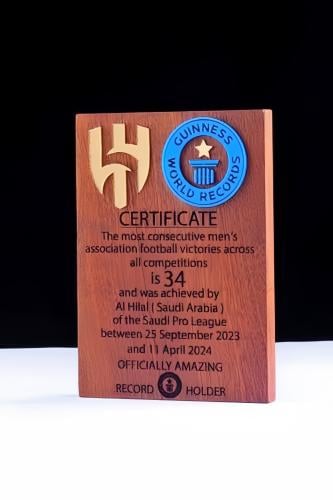 GUINNESS
WORLD RECORDS
CERTIFICATE
The most consecutive men's
association football victories across
all competitions
is 34
and was achieved by
Al Hilal ( Saudi Arabia )
of the Saudi Pro League
between 25 September 2023
and 11 April 2024
OFFICIALLY AMAZING
RECORD HOLDER